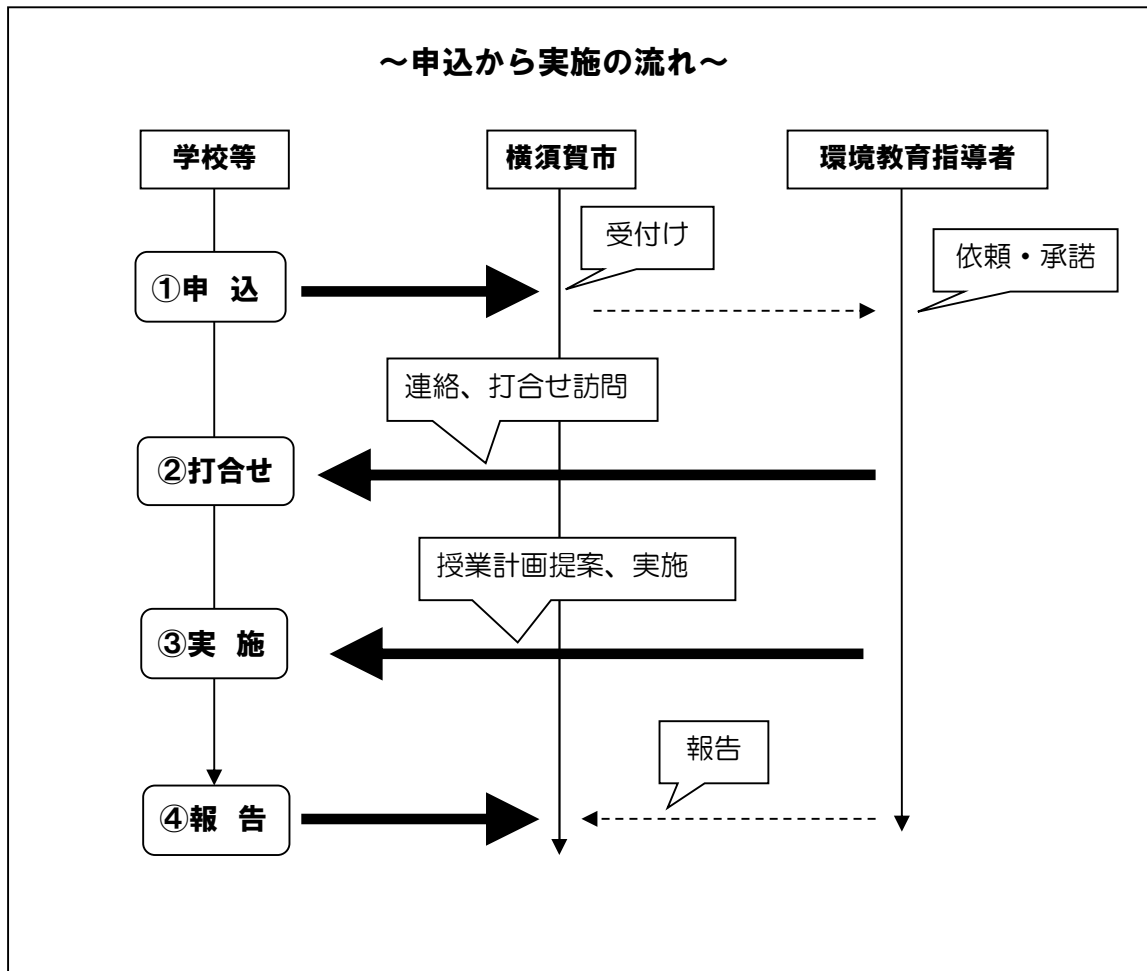 ～申込から実施の流れ～
学校等
横須賀市
環境教育指導者
受付け
依頼・承諾
①申 込
連絡、打合せ訪問
②打合せ
授業計画提案、実施
③実 施
報告
④報 告